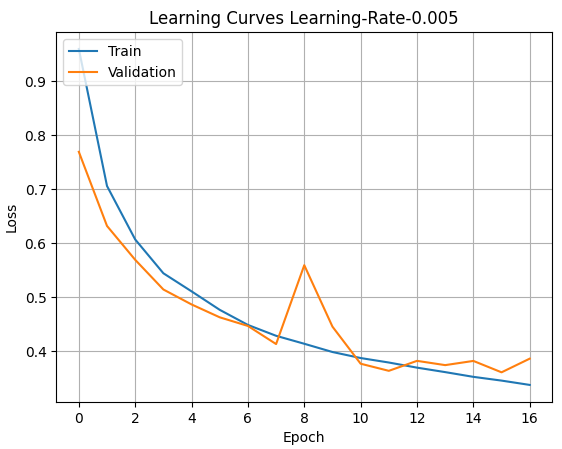 Learning Curves Learning-Rate-0.005
Train
Validation
0.9
0.8
0.7
0.6
0.5
0.4
Loss
0 2 4 6 8 10 12 14 16
Epoch